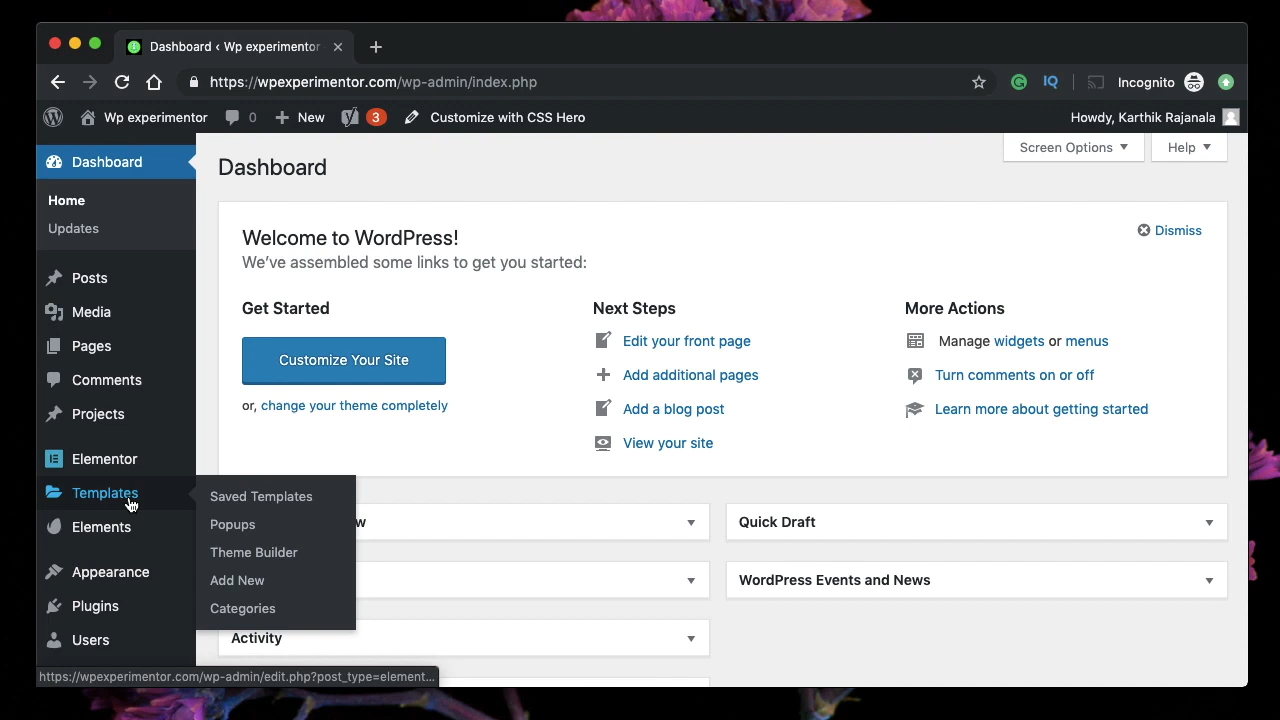 Dashboard ‹ Wp experimentor
https://wpexperimentor.com/wp-admin/index.php
IQ
Incognito
Wp experimentor
0
New
3
Customize with CSS Hero
Howdy, Karthik Rajanala
Dashboard
Home
Updates
Posts
Media
Pages
Comments
Projects
Elementor
Templates
Elements
Appearance
Plugins
Users
Saved Templates
Popups
Theme Builder
Add New
Categories
Dashboard
Screen Options
Help
Welcome to WordPress!
Dismiss
We've assembled some links to get you started:
Get Started
Customize Your Site
or, change your theme completely
Next Steps
Edit your front page
Add additional pages
Add a blog post
View your site
More Actions
Manage widgets or menus
Turn comments on or off
Learn more about getting started
w
Quick Draft
WordPress Events and News
Activity
https://wpexperimentor.com/wp-admin/edit.php?post_type=element...